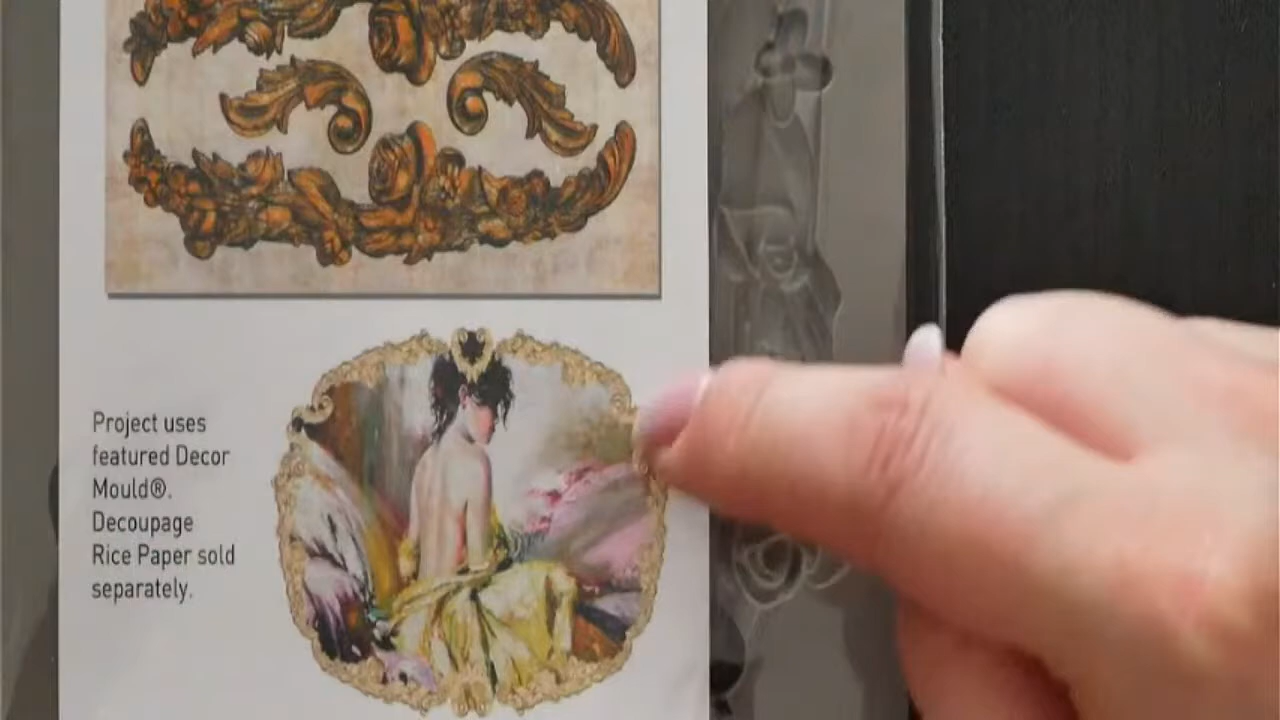 Project uses
featured Decor
Mould®.
Decoupage
Rice Paper sold
separately.